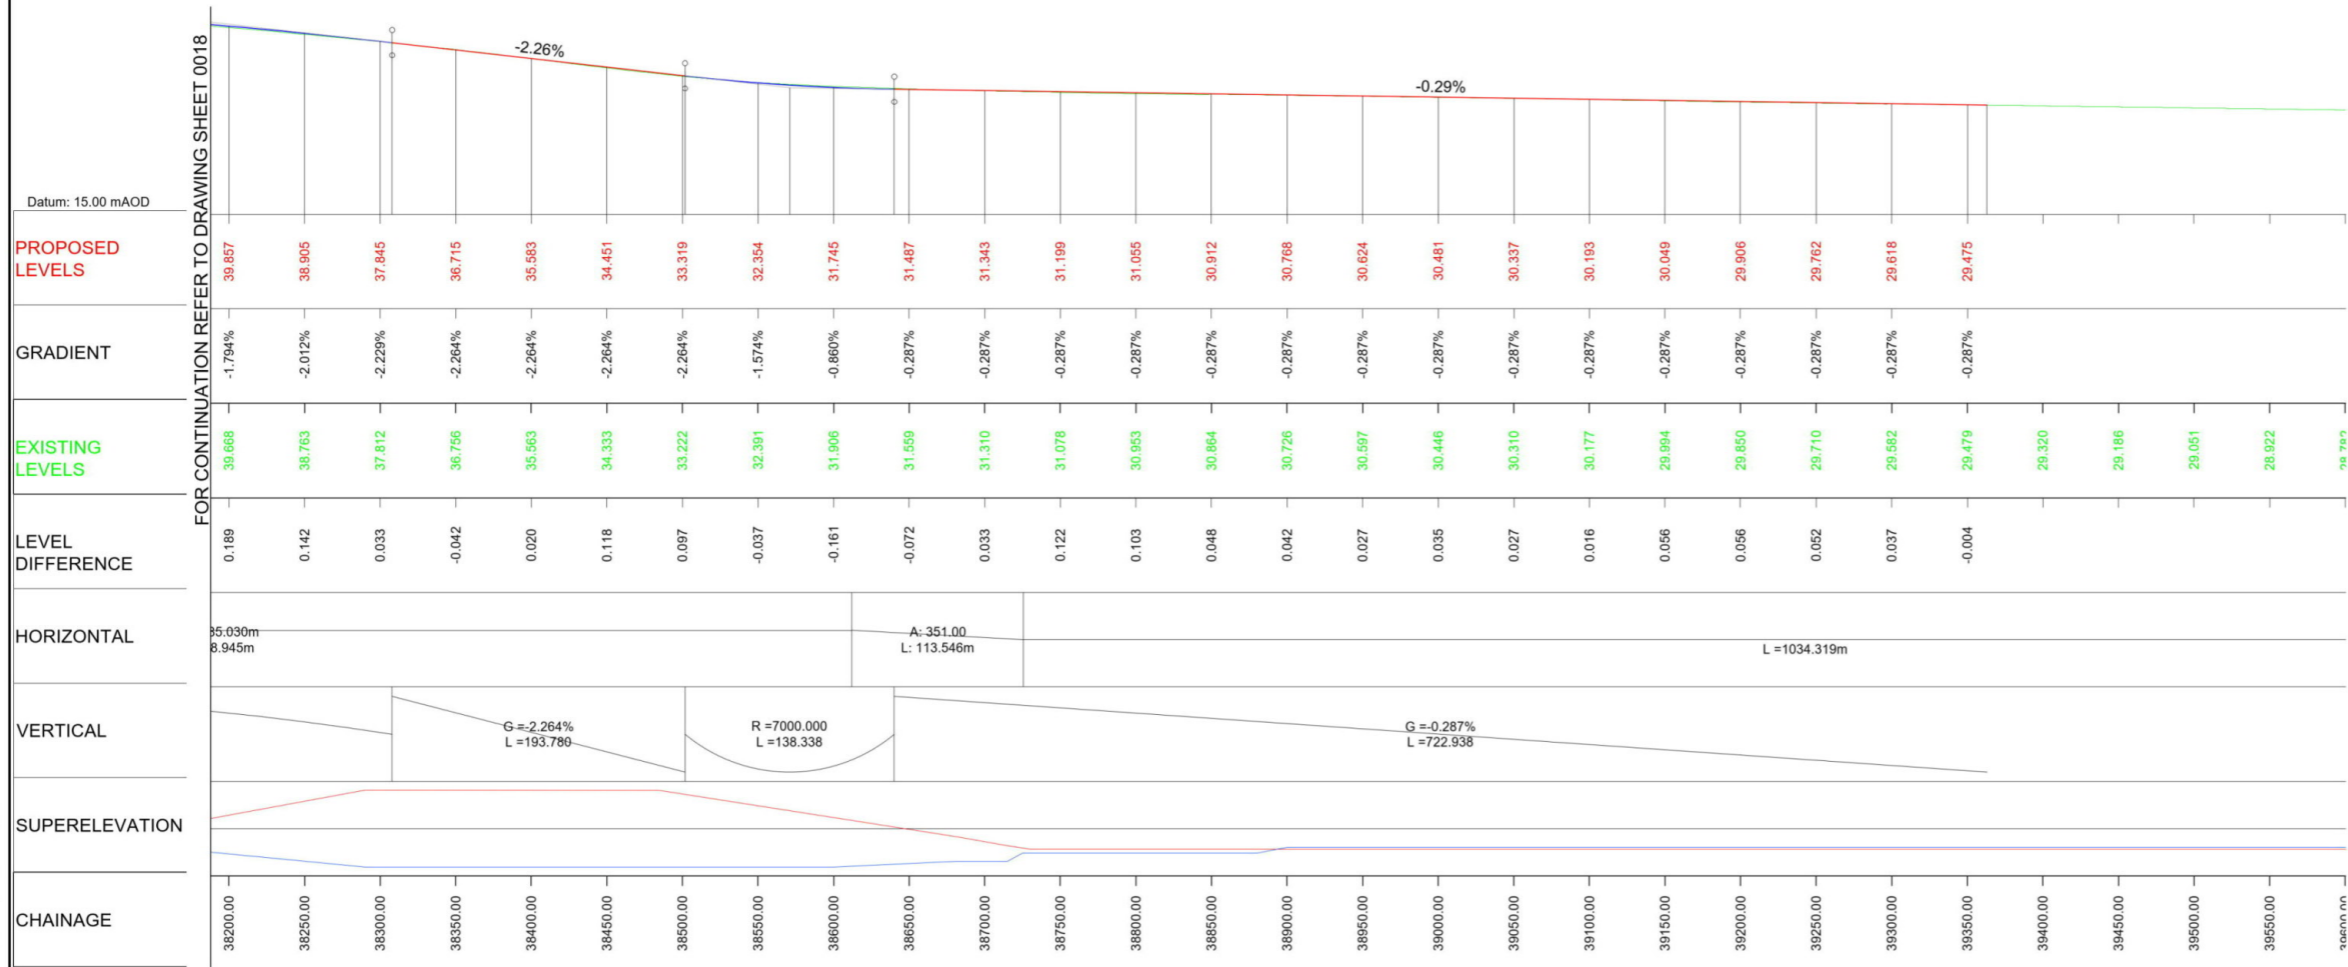 -2.26%
-0.29%
FOR CONTINUATION REFER TO DRAWING SHEET 0018
Datum: 15.00 mAOD
PROPOSED
LEVELS
39.857 38.905 37.845 36.715 35.583 34.451 33.319 32.354 31.745 31.487 31.343 31.199 31.055 30.912 30.768 30.624 30.481 30.337 30.193 30.049 29.906 29.762 29.618 29.475
GRADIENT
-1.794% -2.012% -2.229% -2.264% -2.264% -2.264% -2.264% -1.574% -0.860% -0.287% -0.287% -0.287% -0.287% -0.287% -0.287% -0.287% -0.287% -0.287% -0.287% -0.287% -0.287% -0.287% -0.287% -0.287%
EXISTING
LEVELS
39.668 38.763 37.812 36.756 35.563 34.333 33.222 32.391 31.906 31.559 31.310 31.078 30.953 30.864 30.726 30.597 30.446 30.310 30.177 29.994 29.850 29.710 29.582 29.479 29.320 29.186 29.051 28.922
LEVEL
DIFFERENCE
0.189 0.142 0.033 -0.042 0.020 0.118 0.097 -0.037 -0.161 -0.072 0.033 0.122 0.103 0.048 0.042 0.027 0.035 0.027 0.016 0.056 0.056 0.052 0.037 -0.004
HORIZONTAL
35.030m
8.945m
A: 351.00
L: 113.546m
L =1034.319m
VERTICAL
G =-2.264%
L =193.780
R =7000.000
L =138.338
G =-0.287%
L =722.938
SUPERELEVATION
CHAINAGE
38200.00 38250.00 38300.00 38350.00 38400.00 38450.00 38500.00 38550.00 38600.00 38650.00 38700.00 38750.00 38800.00 38850.00 38900.00 38950.00 39000.00 39050.00 39100.00 39150.00 39200.00 39250.00 39300.00 39350.00 39400.00 39450.00 39500.00 39550.00